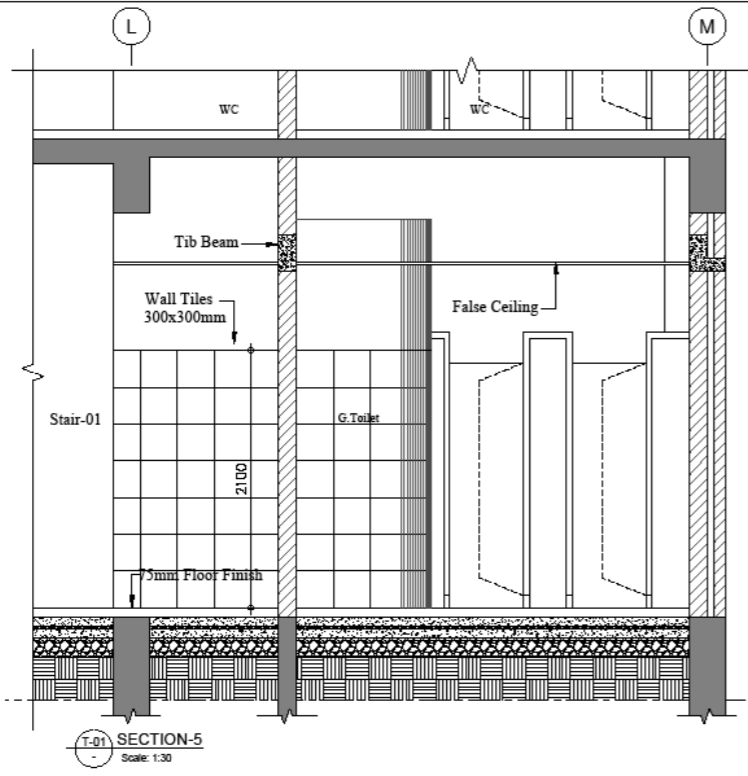 L
M
WC
WC
Tib Beam
Wall Tiles
300x300mm
False Ceiling
Stair-01
G.Toilet
2100
75mm Floor Finish
T-01
-
SECTION-5
Scale: 1:30